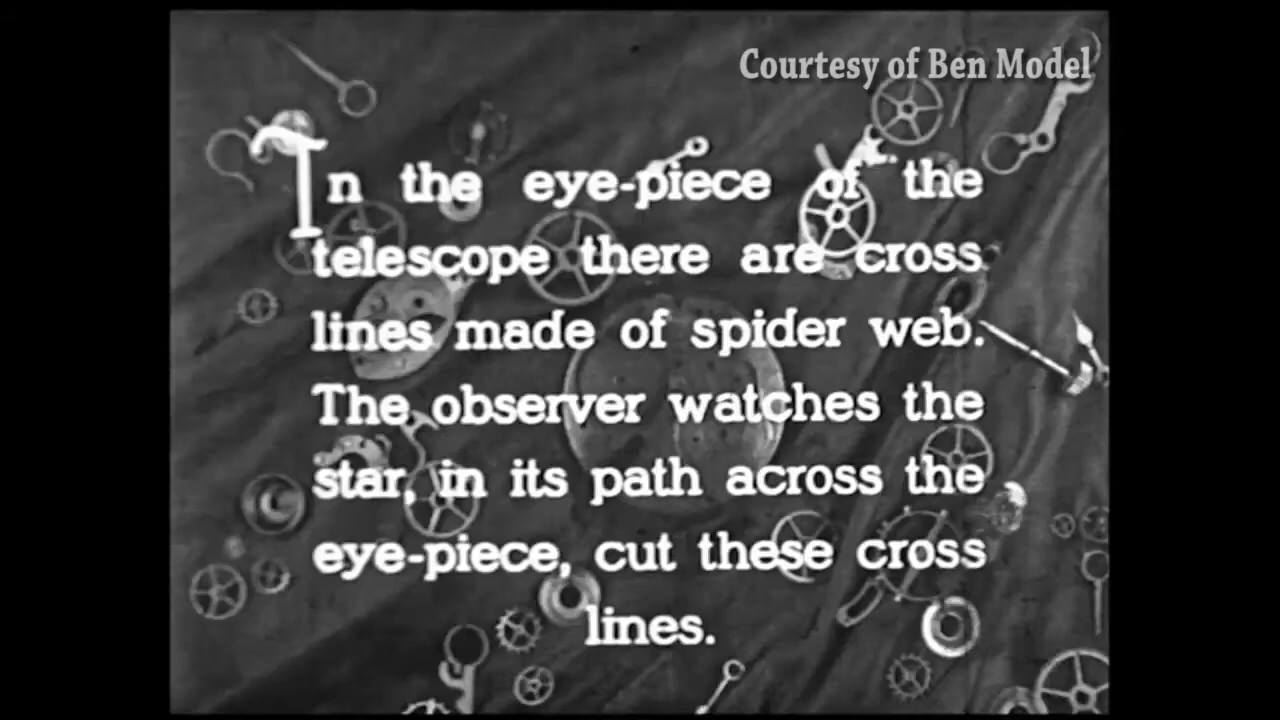 Courtesy of Ben Model
In the eye-piece of the
telescope there are cross
lines made of spider web.
The observer watches the
star, in its path across the
eye-piece, cut these cross
lines.